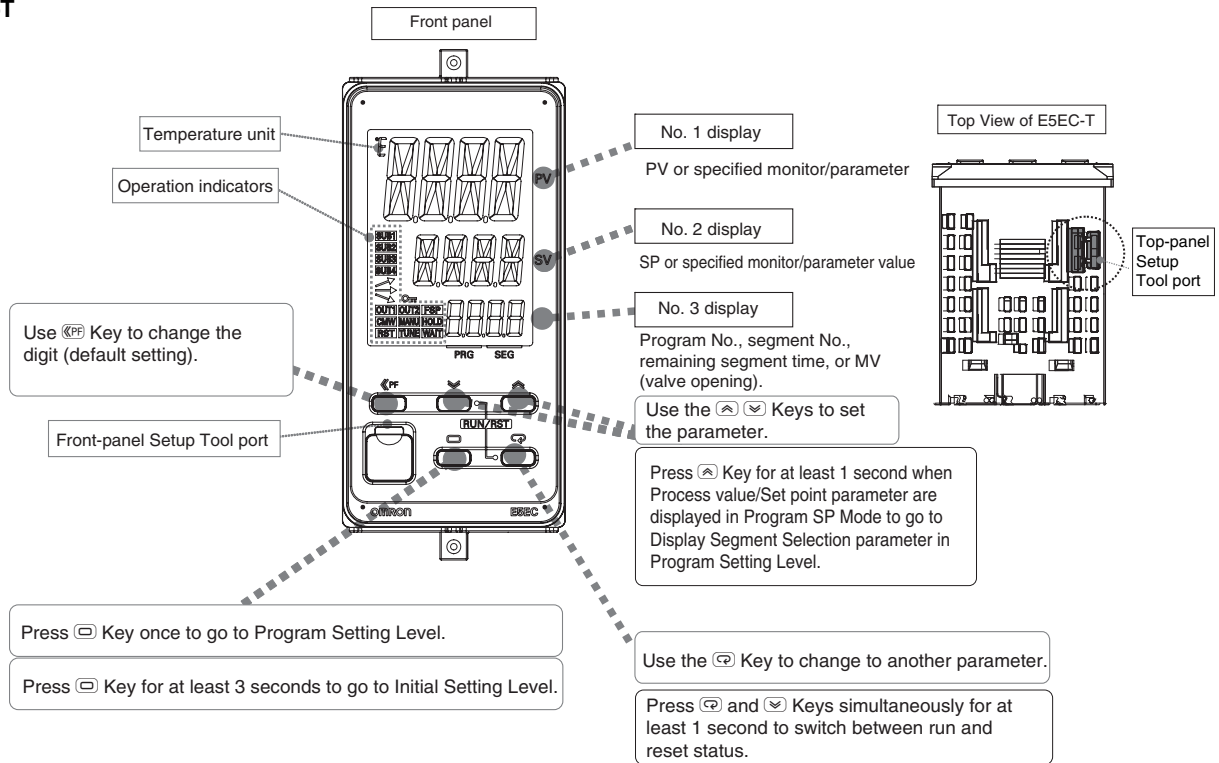 T
Front panel
Temperature unit
Operation indicators
Use PF Key to change the
digit (default setting).
Front-panel Setup Tool port
PV
SUB1
SUB2
SUB3
SUB4
SV
OUT1 OUT2 FSP
CMW MANU HOLD
RST TUNE WAIT
PRG SEG
PF
RUN/RST
omron E5EC
No. 1 display
PV or specified monitor/parameter
No. 2 display
SP or specified monitor/parameter value
No. 3 display
Program No., segment No.,
remaining segment time, or MV
(valve opening).
Use the Keys to set
the parameter.
Press Key for at least 1 second when
Process value/Set point parameter are
displayed in Program SP Mode to go to
Display Segment Selection parameter in
Program Setting Level.
Top View of E5EC-T
Top-panel
Setup
Tool port
Press Key once to go to Program Setting Level.
Press Key for at least 3 seconds to go to Initial Setting Level.
Use the Key to change to another parameter.
Press and Keys simultaneously for at
least 1 second to switch between run and
reset status.